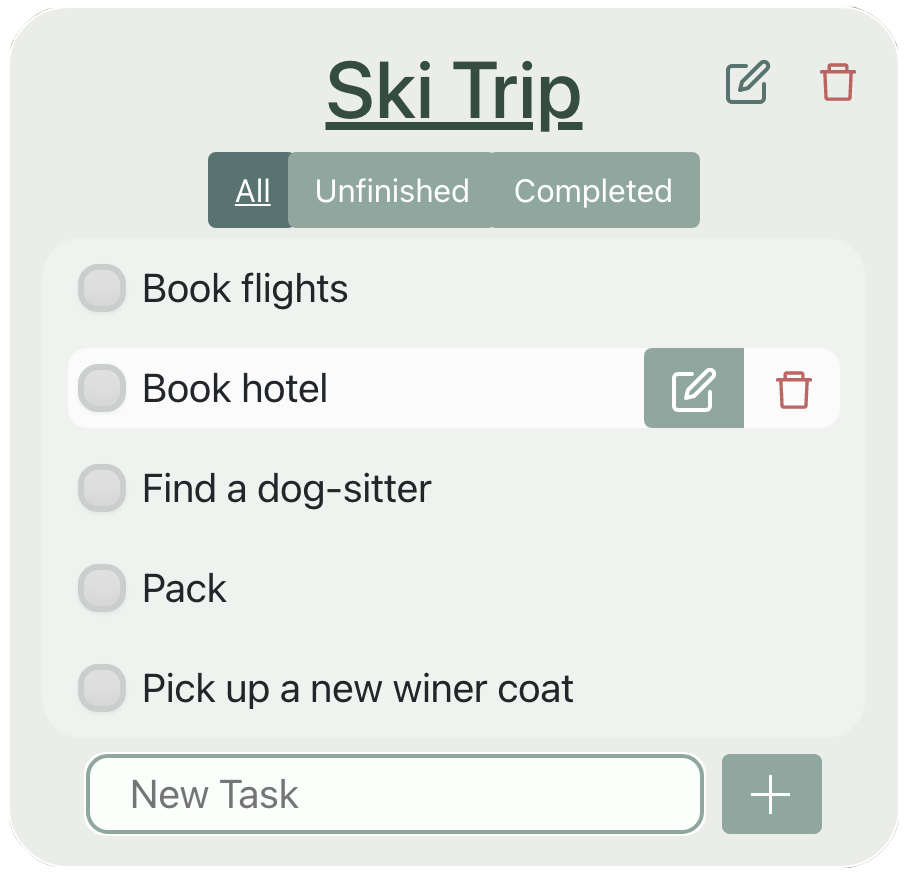 Ski Trip
All Unfinished Completed
Book flights
Book hotel
Find a dog-sitter
Pack
Pick up a new winer coat
New Task